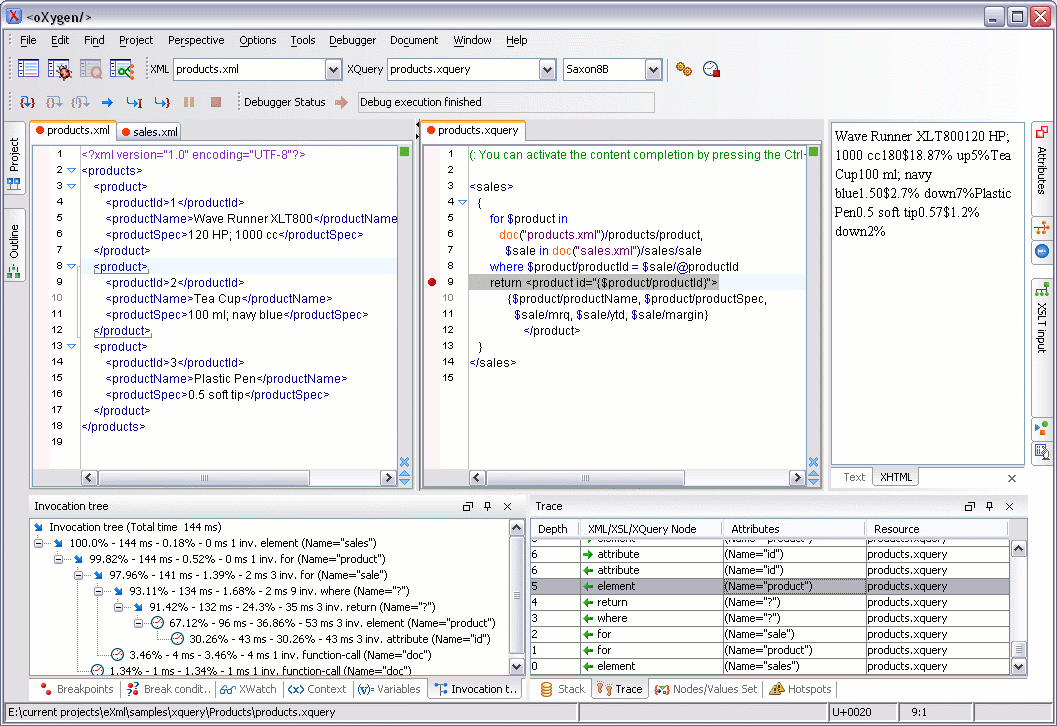 <oXygen/>
File Edit Find Project Perspective Options Tools Debugger Document Window Help
XML products.xml XQuery products.xquery Saxon8B
Debugger Status Debug execution finished
Project
Outline
products.xml sales.xml
1 <?xml version="1.0" encoding="UTF-8"?>
2 <products>
3 <product>
4 <productId>1</productId>
5 <productName>Wave Runner XLT800</productName
6 <productSpec>120 HP; 1000 cc</productSpec>
7 </product>
8 <product>
9 <productId>2</productId>
10 <productName>Tea Cup</productName>
11 <productSpec>100 ml; navy blue</productSpec>
12 </product>
13 <product>
14 <productId>3</productId>
15 <productName>Plastic Pen</productName>
16 <productSpec>0.5 soft tip</productSpec>
17 </product>
18 </products>
19
products.xquery
1 (: You can activate the content completion by pressing the Ctrl-
2
3 <sales>
4 {
5 for $product in
6 doc("products.xml")/products/product,
7 $sale in doc("sales.xml")/sales/sale
8 where $product/productId = $sale/@productId
9 return <product id="{$product/productId}">
10 {$product/productName, $product/productSpec,
11 $sale/mrq, $sale/ytd, $sale/margin}
12 </product>
13 }
14 </sales>
15
Wave Runner XLT800120 HP;
1000 cc180$18.87% up5%Tea
Cup100 ml; navy
blue1.50$2.7% down7%Plastic
Pen0.5 soft tip0.57$1.2%
down2%
Text XHTML
Attributes
XSLT input
Invocation tree
Invocation tree (Total time 144 ms)
100.0% - 144 ms - 0.18% - 0 ms 1 inv. element (Name="sales")
99.82% - 144 ms - 0.52% - 0 ms 1 inv. for (Name="product")
97.96% - 141 ms - 1.39% - 2 ms 3 inv. for (Name="sale")
93.11% - 134 ms - 1.68% - 2 ms 9 inv. where (Name="?")
91.42% - 132 ms - 24.3% - 35 ms 3 inv. return (Name="?")
67.12% - 96 ms - 36.86% - 53 ms 3 inv. element (Name="product")
30.26% - 43 ms - 30.26% - 43 ms 3 inv. attribute (Name="id")
3.46% - 4 ms - 3.46% - 4 ms 1 inv. function-call (Name="doc")
1.34% - 1 ms - 1.34% - 1 ms 1 inv. function-call (Name="doc")
Breakpoints Break condit.. XWatch Context Variables Invocation t..
Trace
Depth XML/XSL/XQuery Node Attributes Resource
6 attribute (Name="id") products.xquery
6 attribute (Name="id") products.xquery
5 element (Name="product") products.xquery
4 return (Name="?") products.xquery
3 where (Name="?") products.xquery
2 for (Name="sale") products.xquery
1 for (Name="product") products.xquery
0 element (Name="sales") products.xquery
Stack Trace Nodes/Values Set Hotspots
E:\current projects\eXml\samples\xquery\Products\products.xquery U+0020 9:1